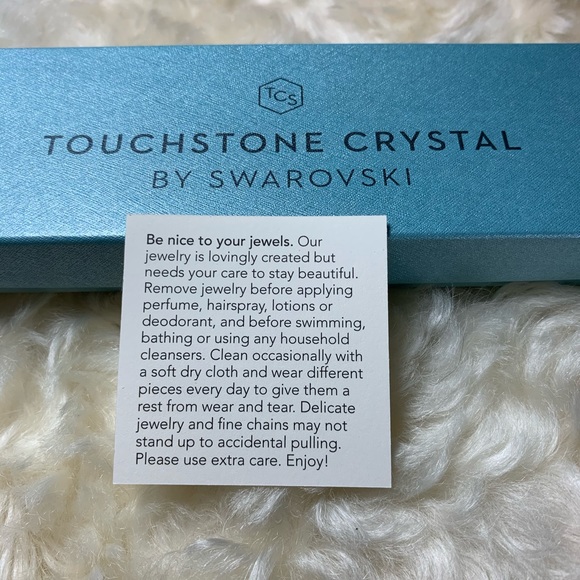 TCS
TOUCHSTONE CRYSTAL
BY SWAROVSKI
Be nice to your jewels. Our
jewelry is lovingly created but
needs your care to stay beautiful.
Remove jewelry before applying
perfume, hairspray, lotions or
deodorant, and before swimming,
bathing or using any household
cleansers. Clean occasionally with
a soft dry cloth and wear different
pieces every day to give them a
rest from wear and tear. Delicate
jewelry and fine chains may not
stand up to accidental pulling.
Please use extra care. Enjoy!